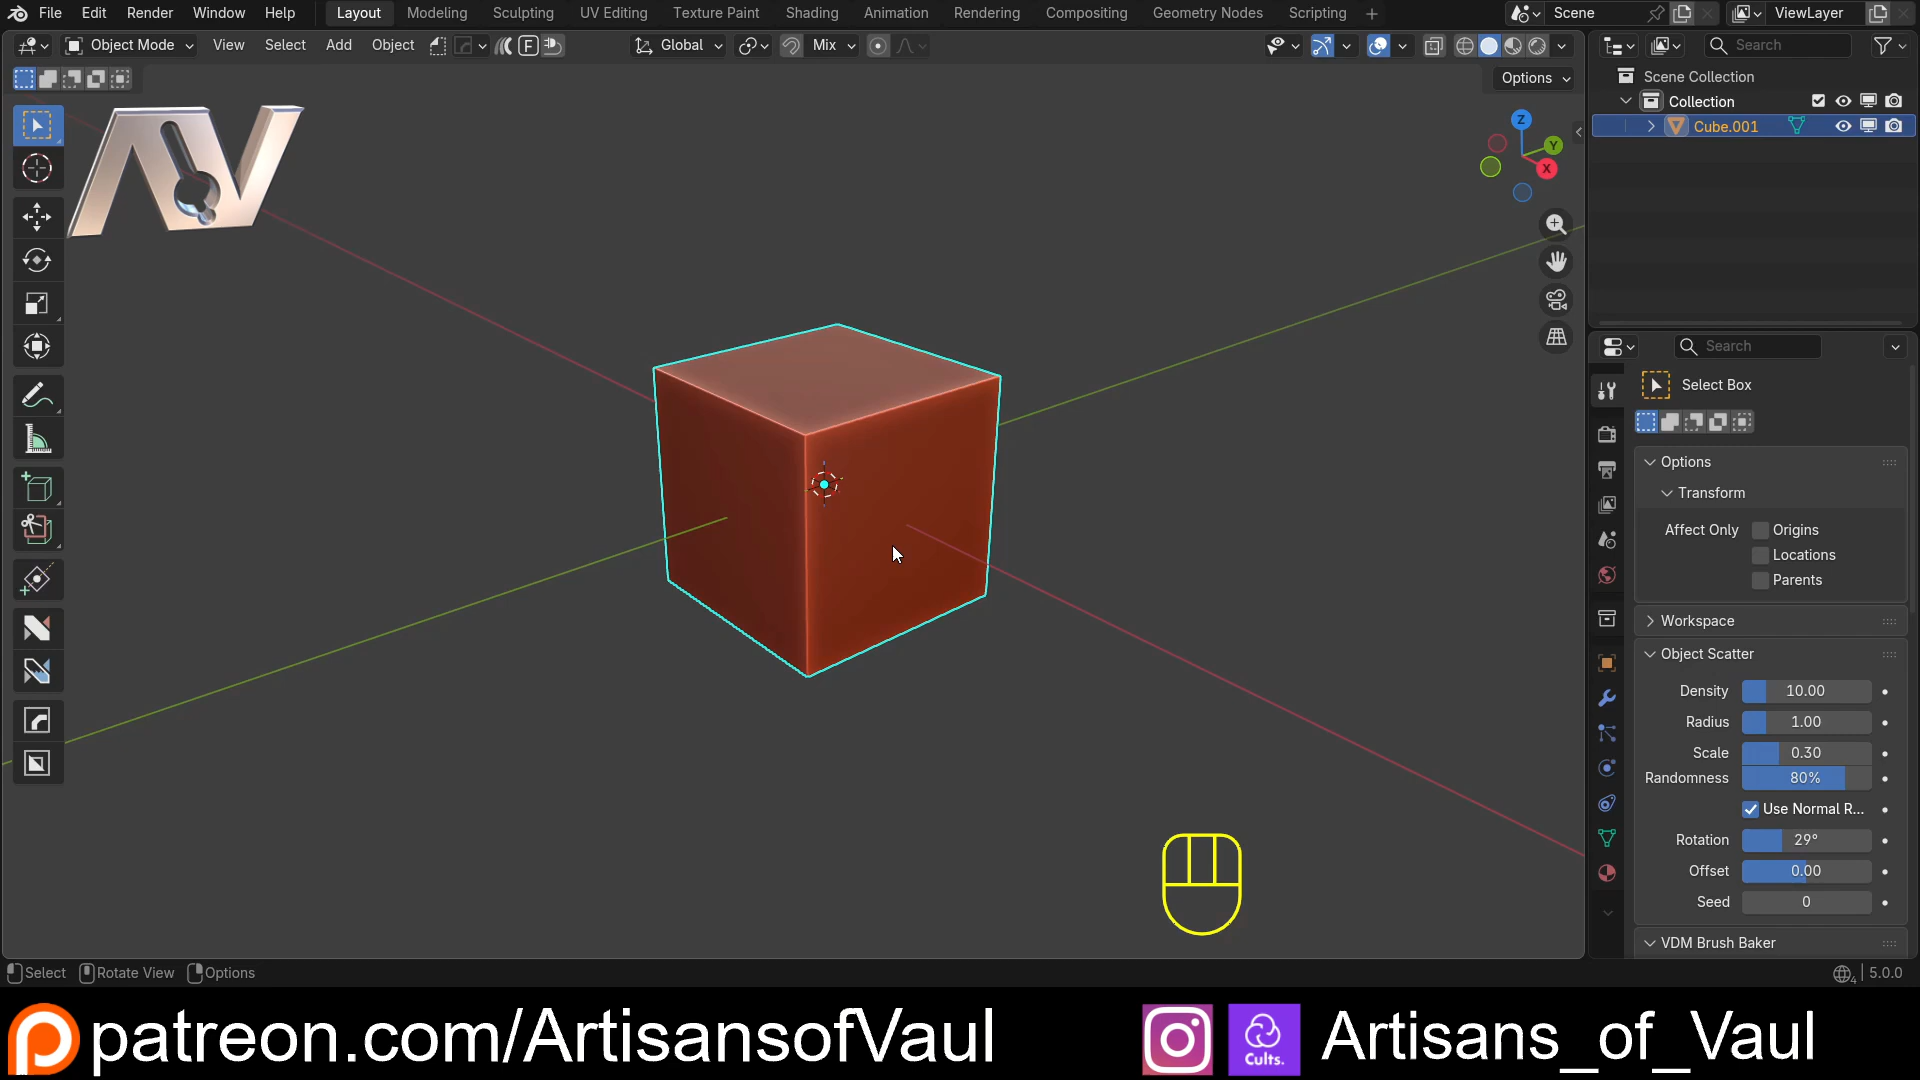 File Edit Render Window Help Layout Modeling Sculpting UV Editing Texture Paint Shading Animation Rendering Compositing Geometry Nodes Scripting Scene ViewLayer
Object Mode View Select Add Object F Global Mix Search
Options
Scene Collection
Collection
Cube.001
Z
Y
X
AV
Search
Select Box
Options
Transform
Affect Only Origins
Locations
Parents
Workspace
Object Scatter
Density 10.00
Radius 1.00
Scale 0.30
Randomness 80%
Use Normal R...
Rotation 29°
Offset 0.00
Seed 0
VDM Brush Baker
Select Rotate View Options 4 5.0.0
patreon.com/ArtisansofVaul Cults. Artisans_of_Vaul